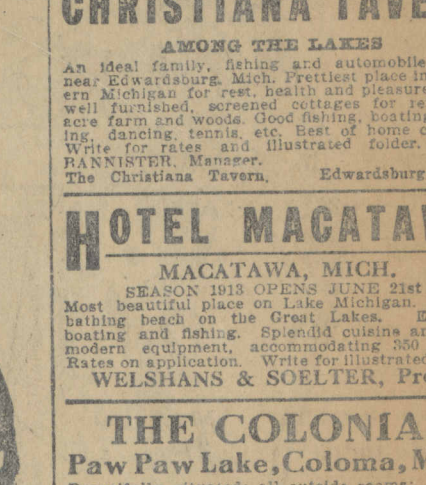 CHRISTIANA TAVE
AMONG THE LAKES
An ideal family, fishing and automobile
near Edwardsburg, Mich. Prettiest place in
ern Michigan for rest, health and pleasure
well furnished, screened cottages for re
acre farm and woods. Good fishing, boating
ing, dancing, tennis, etc. Best of home c
Write for rates and illustrated folder.
BANNISTER, Manager.
The Christiana Tavern, Edwardsburg
HOTEL MACATAW
MACATAWA, MICH.
SEASON 1913 OPENS JUNE 21st
Most beautiful place on Lake Michigan.
bathing beach on the Great Lakes. E
boating and fishing. Splendid cuisine an
modern equipment, accommodating 350
Rates on application. Write for illustrated
WELSHANS & SOELTER, Pr
THE COLONIA
Paw Paw Lake, Coloma, M